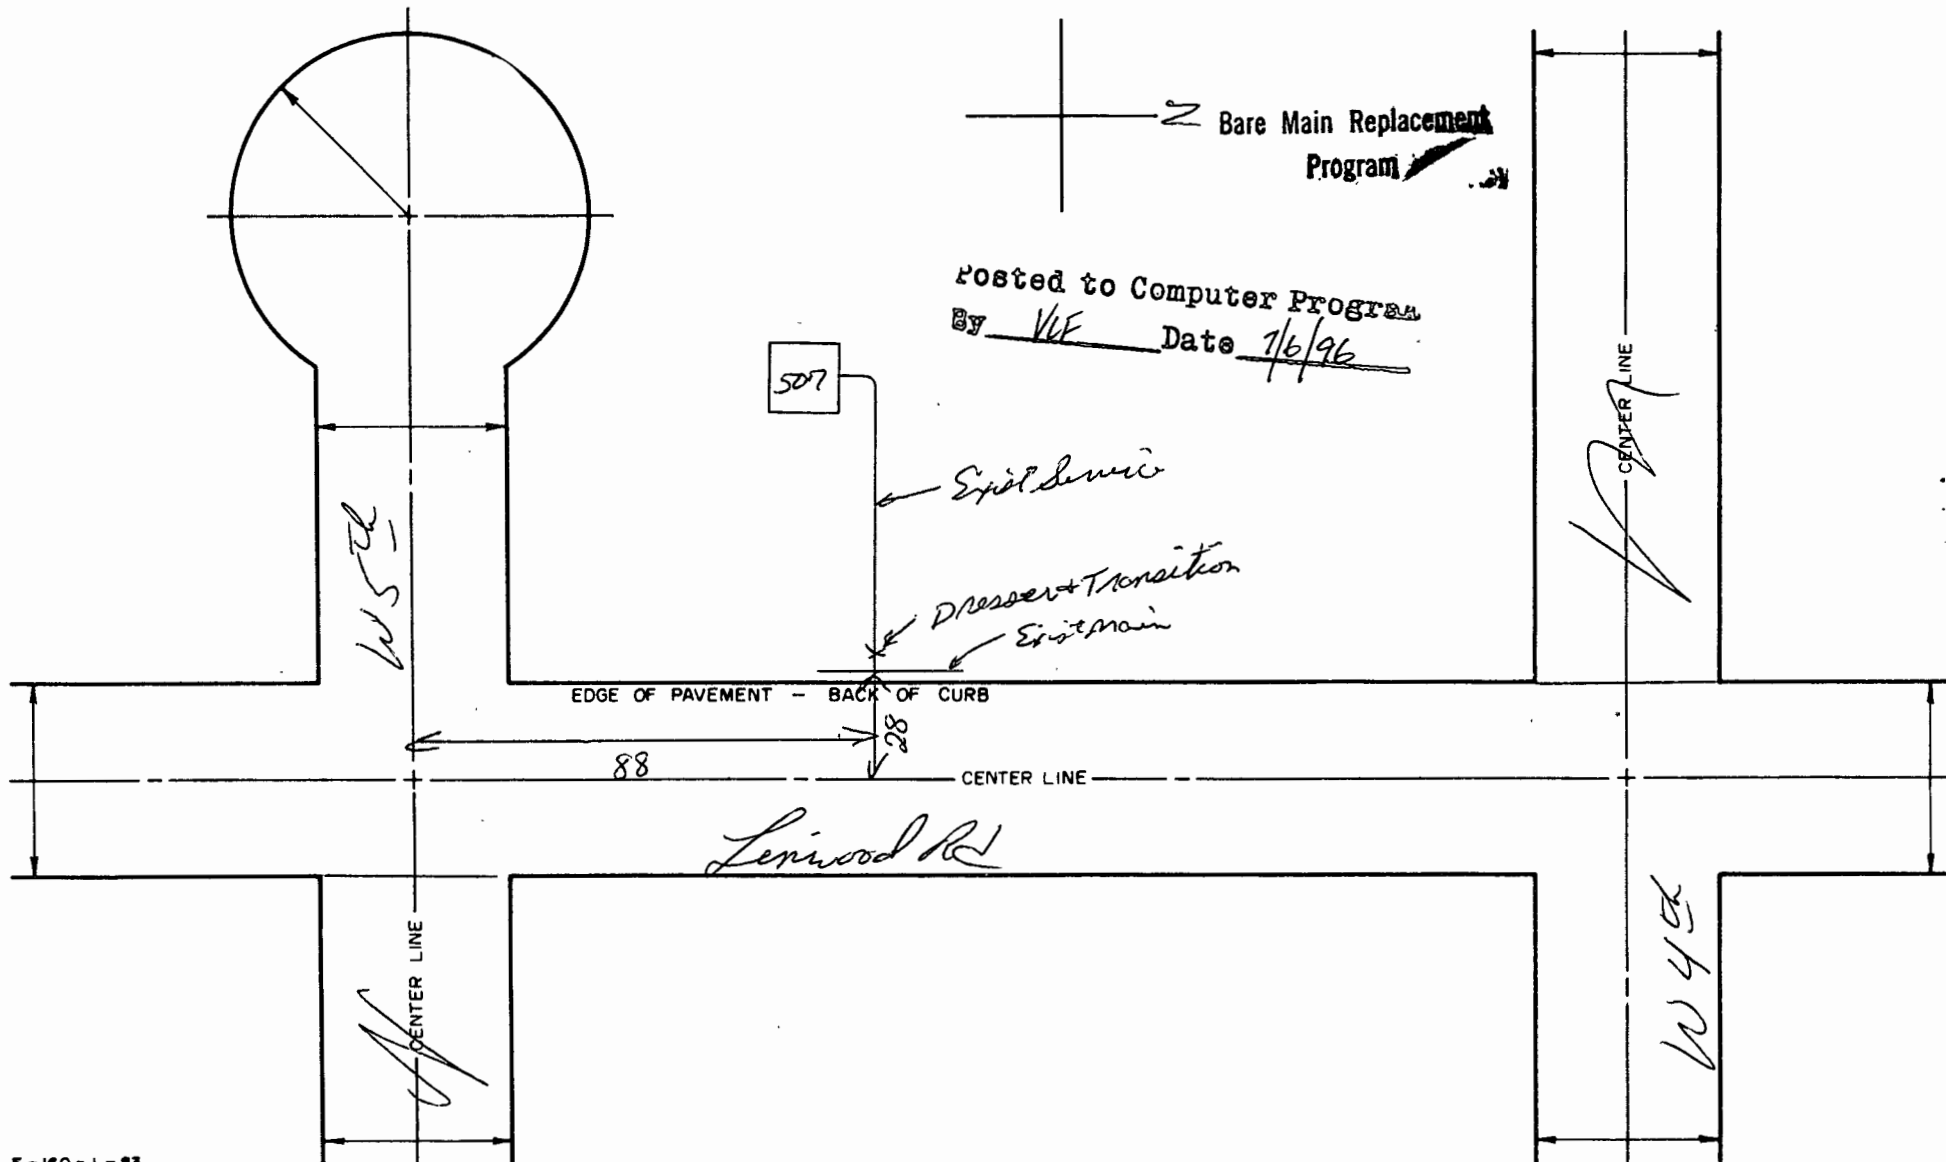 N
Bare Main Replacement
Program
Posted to Computer Program
By VLF Date 7/6/96
507
Exist Service
Dresser + Transition
Exist Main
W 5th
CENTER LINE
EDGE OF PAVEMENT – BACK OF CURB
28
88
CENTER LINE
Linwood Rd
CENTER LINE
W 4th